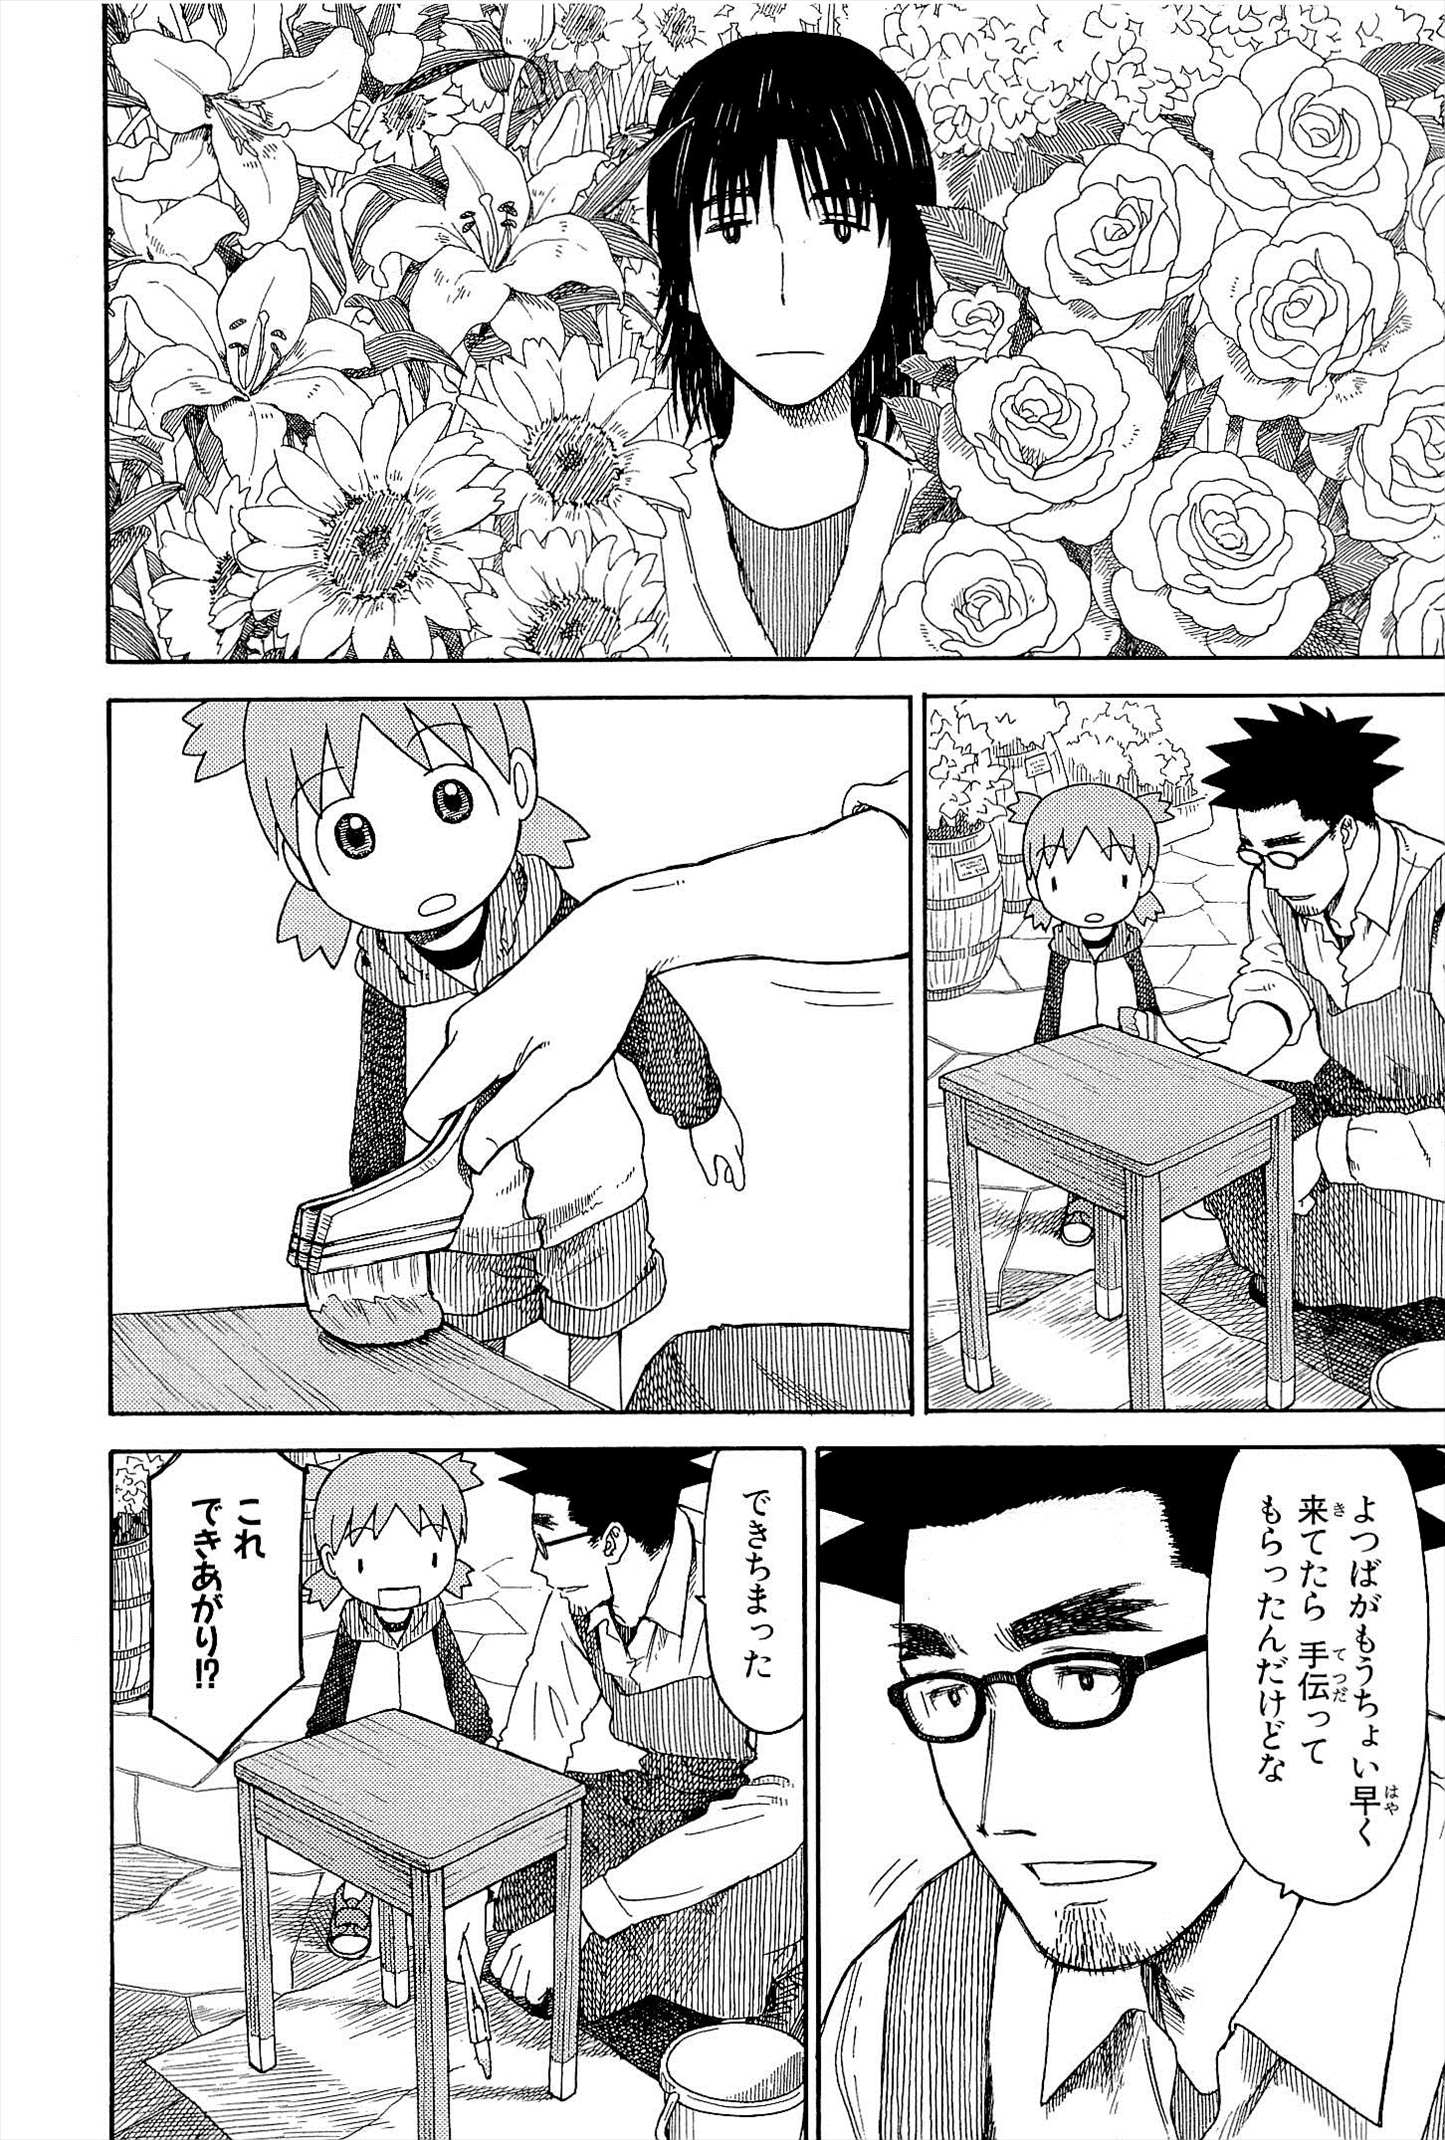 よつばがもうちょい早く
来てたら手伝って
もらったんだけどな
できちまった
これ
できあがり!?